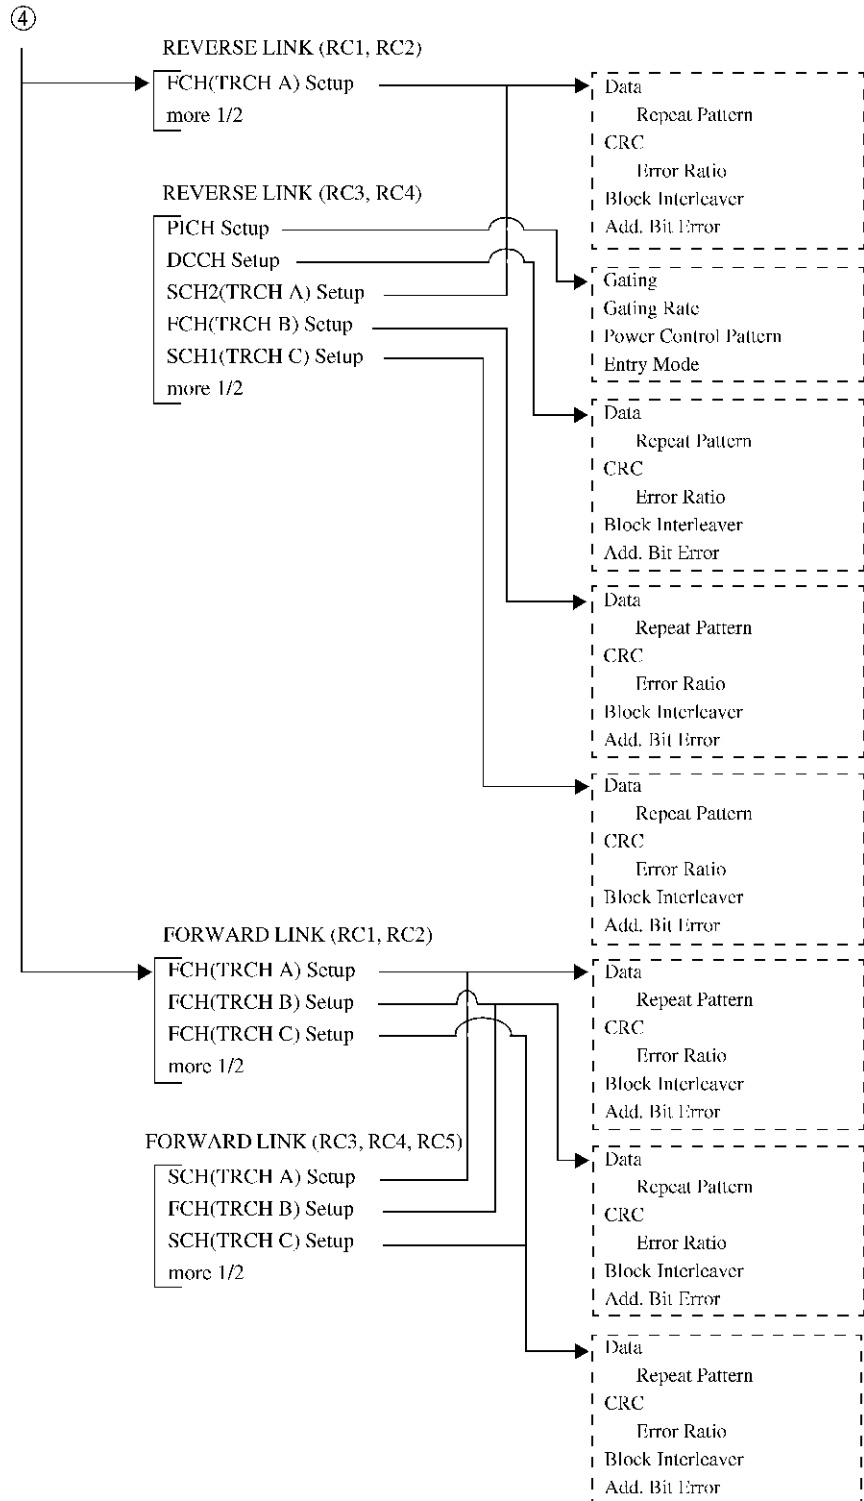 ④
REVERSE LINK (RC1, RC2)
FCH(TRCH A) Setup
more 1/2
REVERSE LINK (RC3, RC4)
PICH Setup
DCCH Setup
SCH2(TRCH A) Setup
FCH(TRCH B) Setup
SCH1(TRCH C) Setup
more 1/2
Data
Repeat Pattern
CRC
Error Ratio
Block Interleaver
Add. Bit Error
Gating
Gating Rate
Power Control Pattern
Entry Mode
Data
Repeat Pattern
CRC
Error Ratio
Block Interleaver
Add. Bit Error
Data
Repeat Pattern
CRC
Error Ratio
Block Interleaver
Add. Bit Error
Data
Repeat Pattern
CRC
Error Ratio
Block Interleaver
Add. Bit Error
FORWARD LINK (RC1, RC2)
FCH(TRCH A) Setup
FCH(TRCH B) Setup
FCH(TRCH C) Setup
more 1/2
FORWARD LINK (RC3, RC4, RC5)
SCH(TRCH A) Setup
FCH(TRCH B) Setup
SCH(TRCH C) Setup
more 1/2
Data
Repeat Pattern
CRC
Error Ratio
Block Interleaver
Add. Bit Error
Data
Repeat Pattern
CRC
Error Ratio
Block Interleaver
Add. Bit Error
Data
Repeat Pattern
CRC
Error Ratio
Block Interleaver
Add. Bit Error